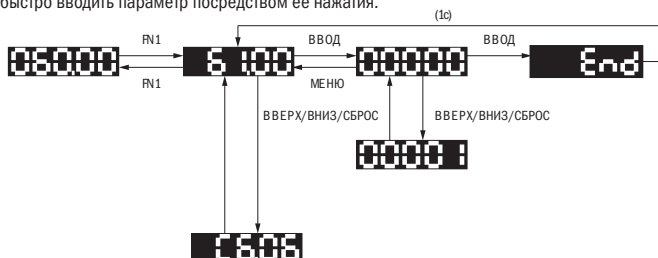 быстро вводить параметр посредством ее нажатия.
(1с)
FN1
ВВОД
ВВОД
End
FN1
МЕНЮ
ВВЕРХ/ВНИЗ/СБРОС
ВВЕРХ/ВНИЗ/СБРОС